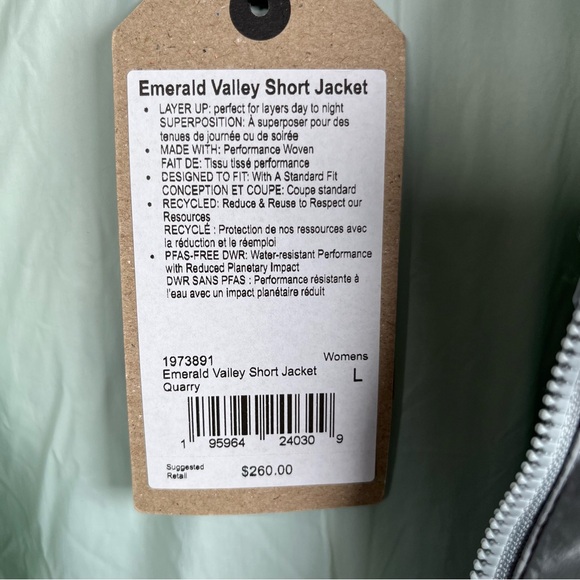 Emerald Valley Short Jacket
• LAYER UP: perfect for layers day to night
SUPERPOSITION: À superposer pour des
tenues de journée ou de soirée
• MADE WITH: Performance Woven
FAIT DE: Tissu tissé performance
• DESIGNED TO FIT: With A Standard Fit
CONCEPTION ET COUPE: Coupe standard
• RECYCLED: Reduce & Reuse to Respect our
Resources
RECYCLÉ : Protection de nos ressources avec
la réduction et le réemploi
• PFAS-FREE DWR: Water-resistant Performance
with Reduced Planetary Impact
DWR SANS PFAS : Performance résistante à
l'eau avec un impact planétaire réduit
1973891 Womens
Emerald Valley Short Jacket L
Quarry
1 95964 24030 9
Suggested
Retail $260.00